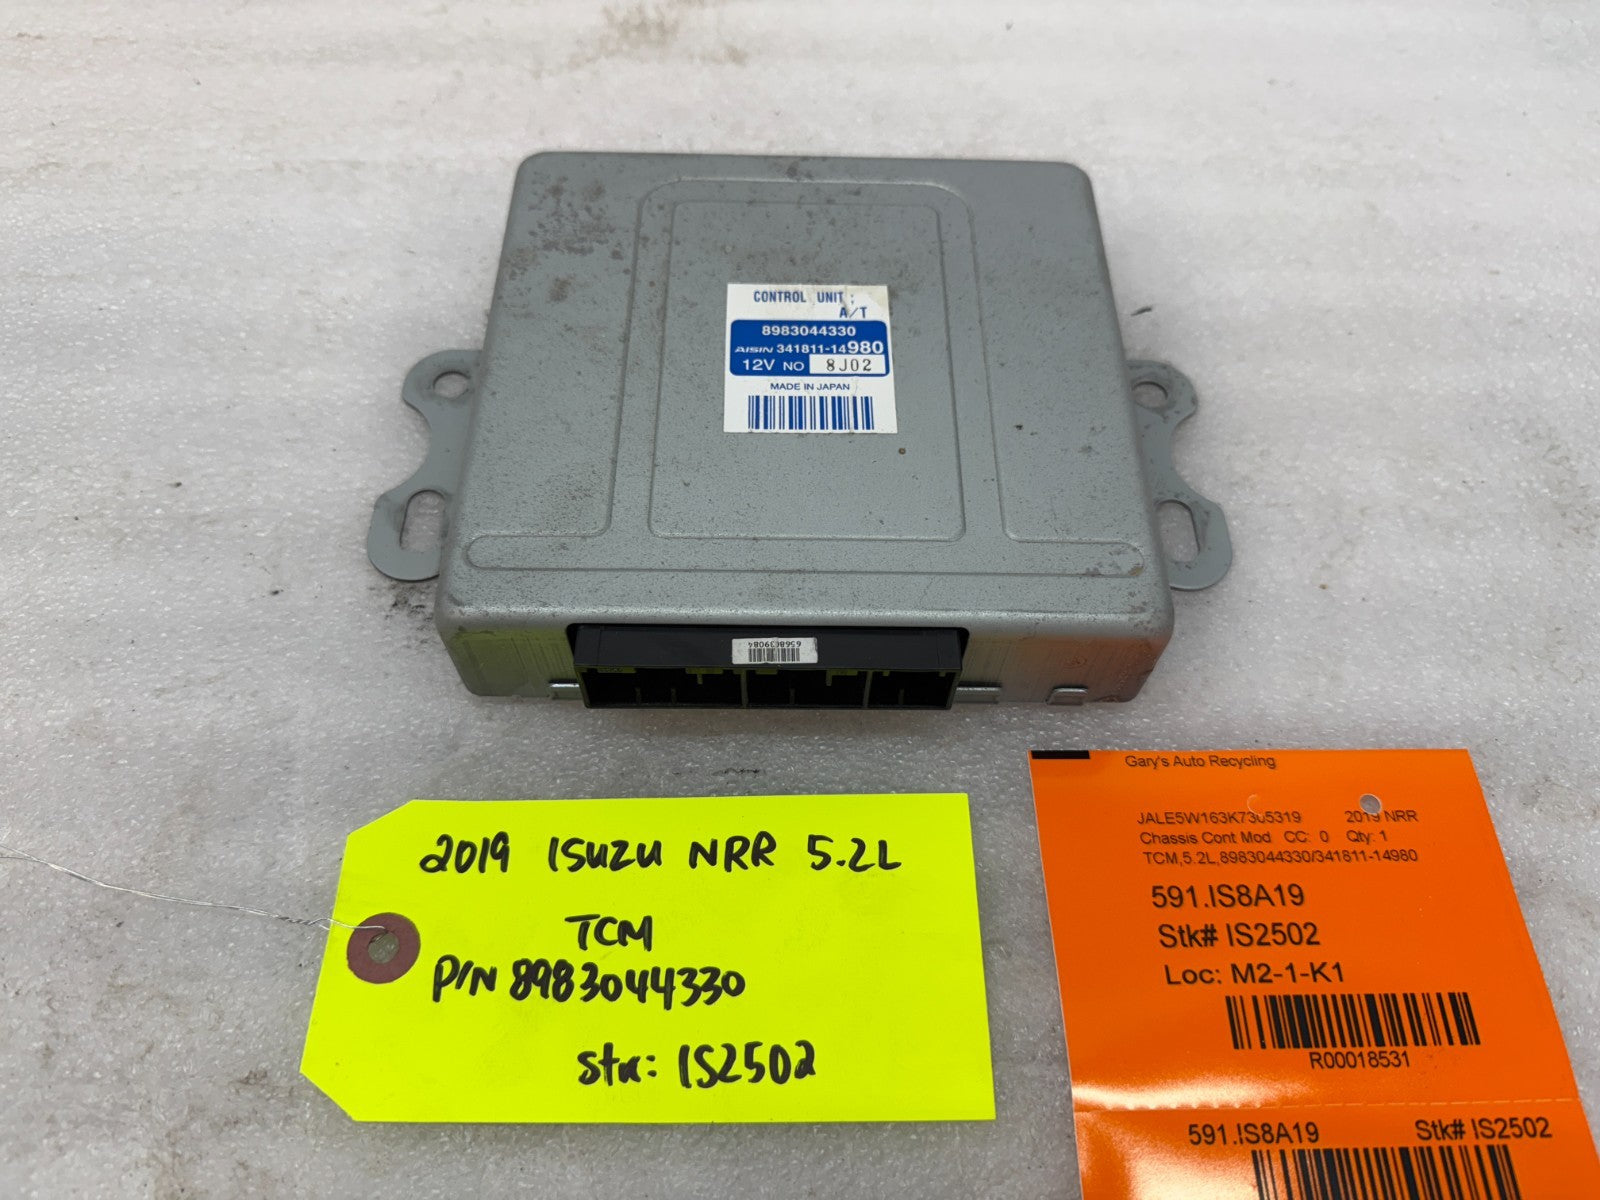 CONTROL UNIT ;
A/T
8983044330
AISIN 341811-14980
12V NO 8J02
MADE IN JAPAN
6568639084
2019 ISUZU NRR 5.2L
TCM
P/N 8983044330
stk: IS2502
Gary's Auto Recycling
JALE5W163K7305319 2019 NRR
Chassis Cont Mod CC: 0 Qty: 1
TCM,5.2L,8983044330/341811-14980
591.IS8A19
Stk# IS2502
Loc: M2-1-K1
R00018531
591.IS8A19 Stk# IS2502